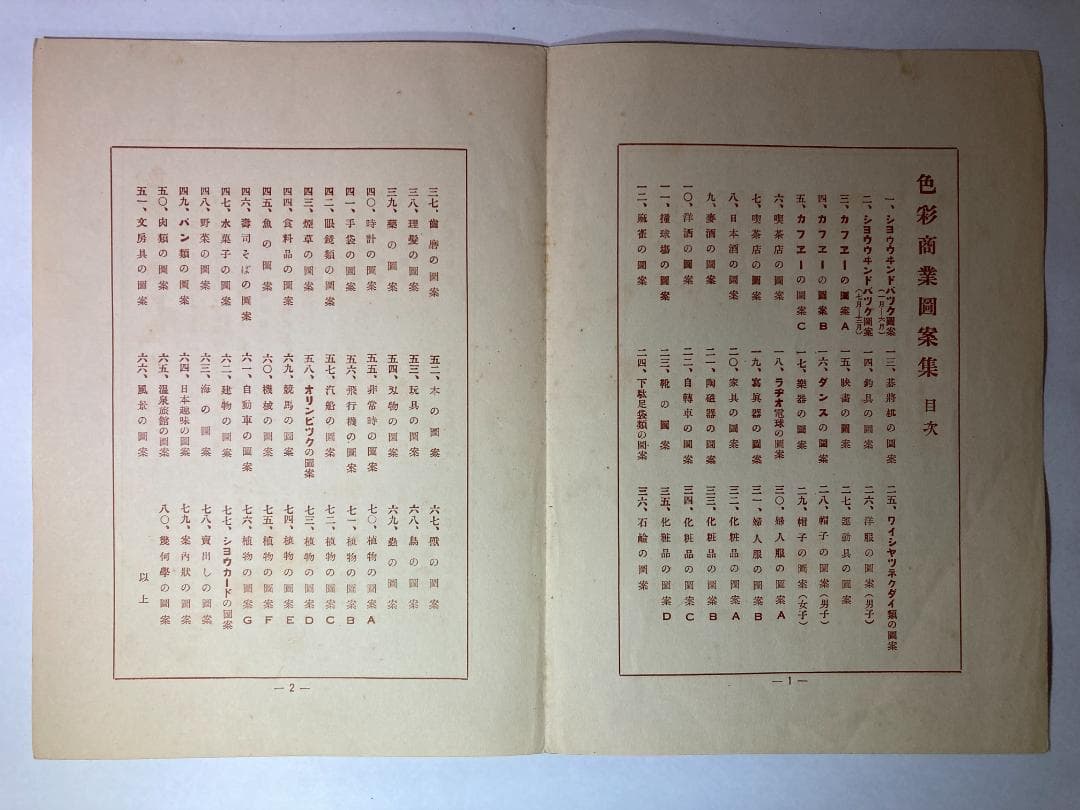 色彩商業圖案集 目次
一、シヨウウヰンドバツク圖案(一月—六月)
二、シヨウウヰンドバツク圖案(七月—十二月)
三、カフヱーの圖案A
四、カフヱーの圖案B
五、カフヱーの圖案C
六、喫茶店の圖案
七、喫茶店の圖案
八、日本酒の圖案
九、麥酒の圖案
一〇、洋酒の圖案
一一、撞球場の圖案
一二、麻雀の圖案
一三、碁將棋の圖案
一四、釣具の圖案
一五、映畫の圖案
一六、ダンスの圖案
一七、樂器の圖案
一八、ラヂオ電球の圖案
一九、寫眞器の圖案
二〇、家具の圖案
二一、陶磁器の圖案
二二、自轉車の圖案
二三、靴の圖案
二四、下駄足袋類の圖案
二五、ワイシヤツネクダイ類の圖案
二六、洋服の圖案(男子)
二七、運動具の圖案
二八、帽子の圖案(男子)
二九、帽子の圖案(女子)
三〇、婦人服の圖案A
三一、婦人服の圖案B
三二、化粧品の圖案A
三三、化粧品の圖案B
三四、化粧品の圖案C
三五、化粧品の圖案D
三六、石鹼の圖案
—1—
三七、齒磨の圖案
三八、理髮の圖案
三九、藥の圖案
四〇、時計の圖案
四一、手袋の圖案
四二、眼鏡類の圖案
四三、煙草の圖案
四四、食料品の圖案
四五、魚の圖案
四六、壽司そばの圖案
四七、水菓子の圖案
四八、野菜の圖案
四九、パン類の圖案
五〇、肉類の圖案
五一、文房具の圖案
五二、本の圖案
五三、玩具の圖案
五四、刄物の圖案
五五、非常時の圖案
五六、飛行機の圖案
五七、汽船の圖案
五八、オリンピツクの圖案
五九、競馬の圖案
六〇、機械の圖案
六一、自動車の圖案
六二、建物の圖案
六三、海の圖案
六四、日本趣味の圖案
六五、溫泉旅館の圖案
六六、風景の圖案
六七、獸の圖案
六八、鳥の圖案
六九、蟲の圖案
七〇、植物の圖案A
七一、植物の圖案B
七二、植物の圖案C
七三、植物の圖案D
七四、植物の圖案E
七五、植物の圖案F
七六、植物の圖案G
七七、シヨウカードの圖案
七八、賣出しの圖案
七九、案內狀の圖案
八〇、幾何學の圖案
以上
—2—